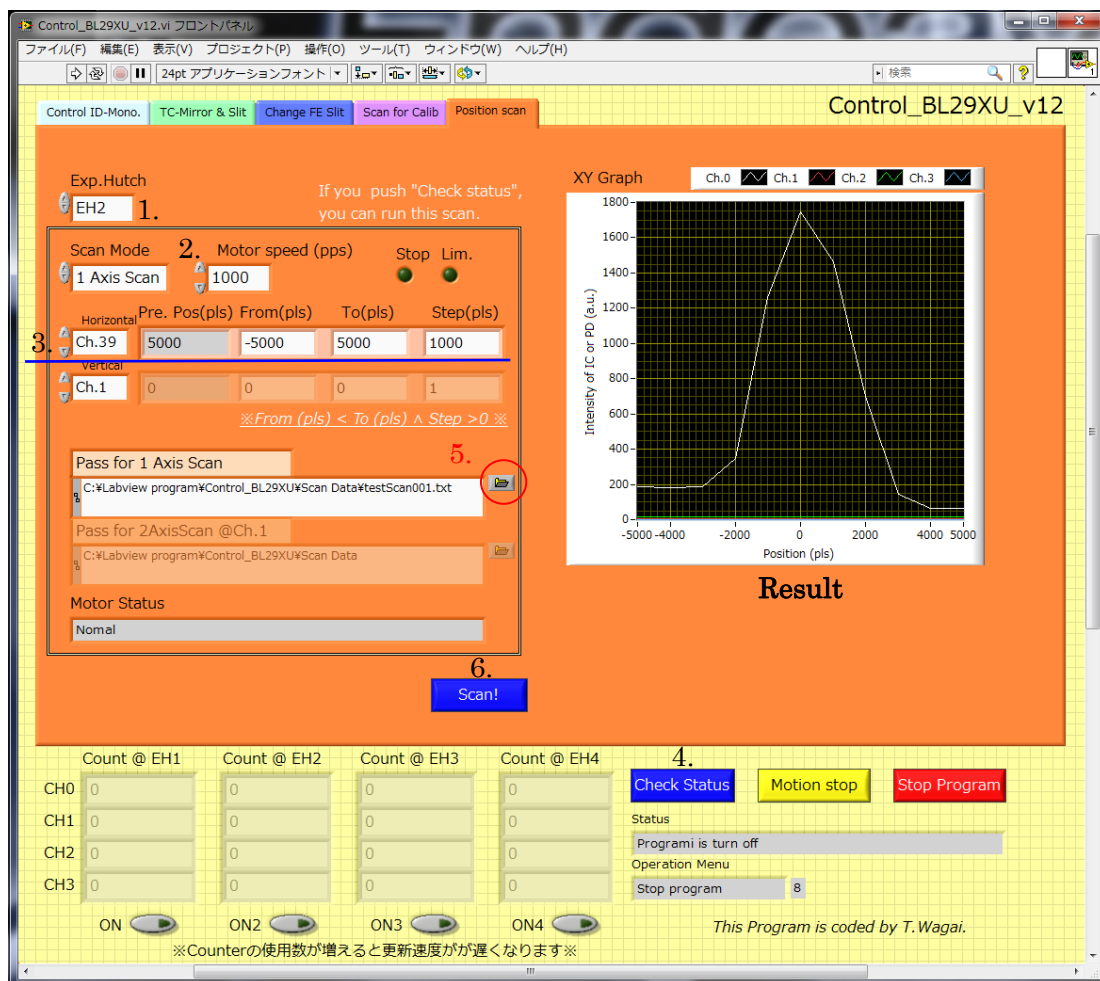 Control_BL29XU_v12.vi フロントパネル
ファイル(F) 編集(E) 表示(V) プロジェクト(P) 操作(O) ツール(T) ウィンドウ(W) ヘルプ(H)
24pt アプリケーションフォント 検索
Control_BL29XU_v12
Control ID-Mono. TC-Mirror & Slit Change FE Slit Scan for Calib Position scan
Exp.Hutch
EH2 1.
If you push "Check status",
you can run this scan.
Scan Mode 2. Motor speed (pps) Stop Lim.
1 Axis Scan 1000
Horizontal Pre. Pos(pls) From(pls) To(pls) Step(pls)
3. Ch.39 5000 -5000 5000 1000
Vertical
Ch.1 0 0 0 1
※From (pls) < To (pls) ∧ Step >0 ※
5.
Pass for 1 Axis Scan
C:¥Labview program¥Control_BL29XU¥Scan Data¥testScan001.txt
Pass for 2AxisScan @Ch.1
C:¥Labview program¥Control_BL29XU¥Scan Data
Motor Status
Nomal
6.
Scan!
XY Graph Ch.0 Ch.1 Ch.2 Ch.3
Intensity of IC or PD (a.u.)
1800
1600
1400
1200
1000
800
600
400
200
0
-5000 -4000 -2000 0 2000 4000 5000
Position (pls)
Result
Count @ EH1 Count @ EH2 Count @ EH3 Count @ EH4
CH0 0 0 0 0
CH1 0 0 0 0
CH2 0 0 0 0
CH3 0 0 0 0
ON ON2 ON3 ON4
※Counterの使用数が増えると更新速度がが遅くなります※
4.
Check Status Motion stop Stop Program
Status
Programi is turn off
Operation Menu
Stop program 8
This Program is coded by T.Wagai.